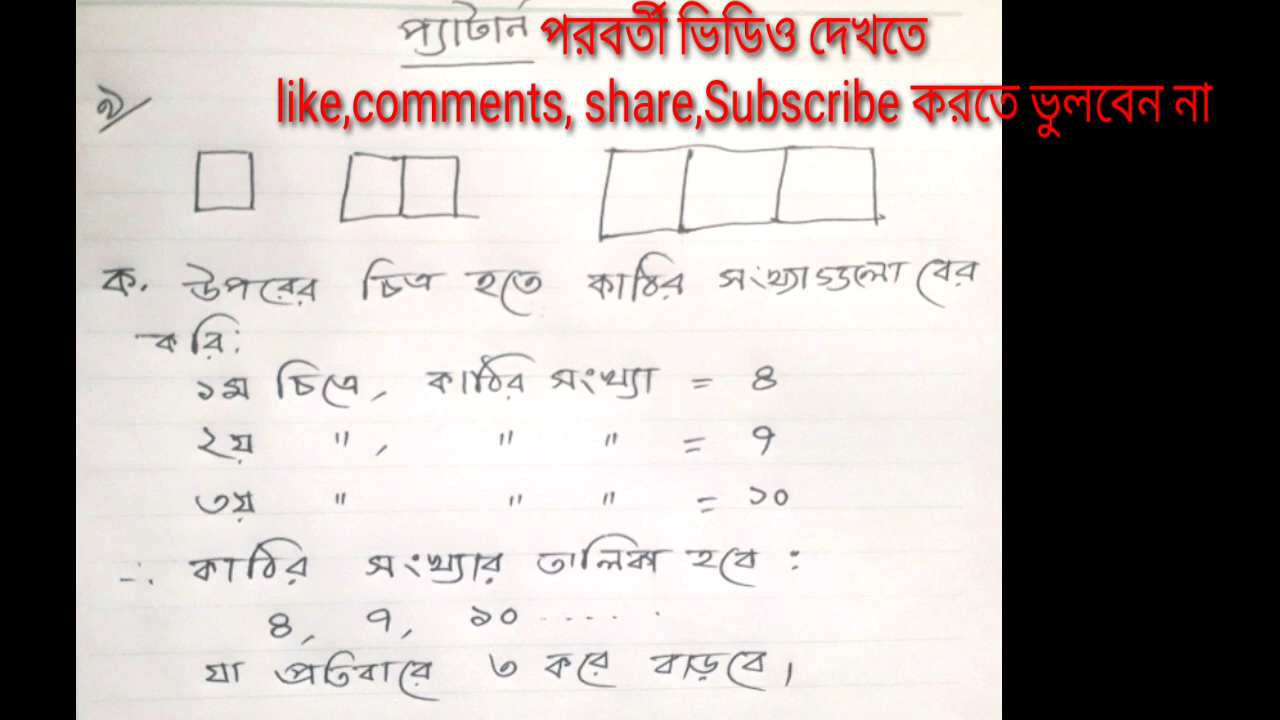 প্যাটার্ন পরবর্তী ভিডিও দেখতে
like,comments, share,Subscribe করতে ভুলবেন না
৯/
ক. উপরের চিত্র হতে কাঠির সংখ্যাগুলো বের
করি:
১ম চিত্রে, কাঠির সংখ্যা = ৪
২য় ", " " = ৭
৩য় " " " = ১০
∴ কাঠির সংখ্যার তালিকা হবে :
৪, ৭, ১০ .....
যা প্রতিবারে ৩ করে বাড়বে।